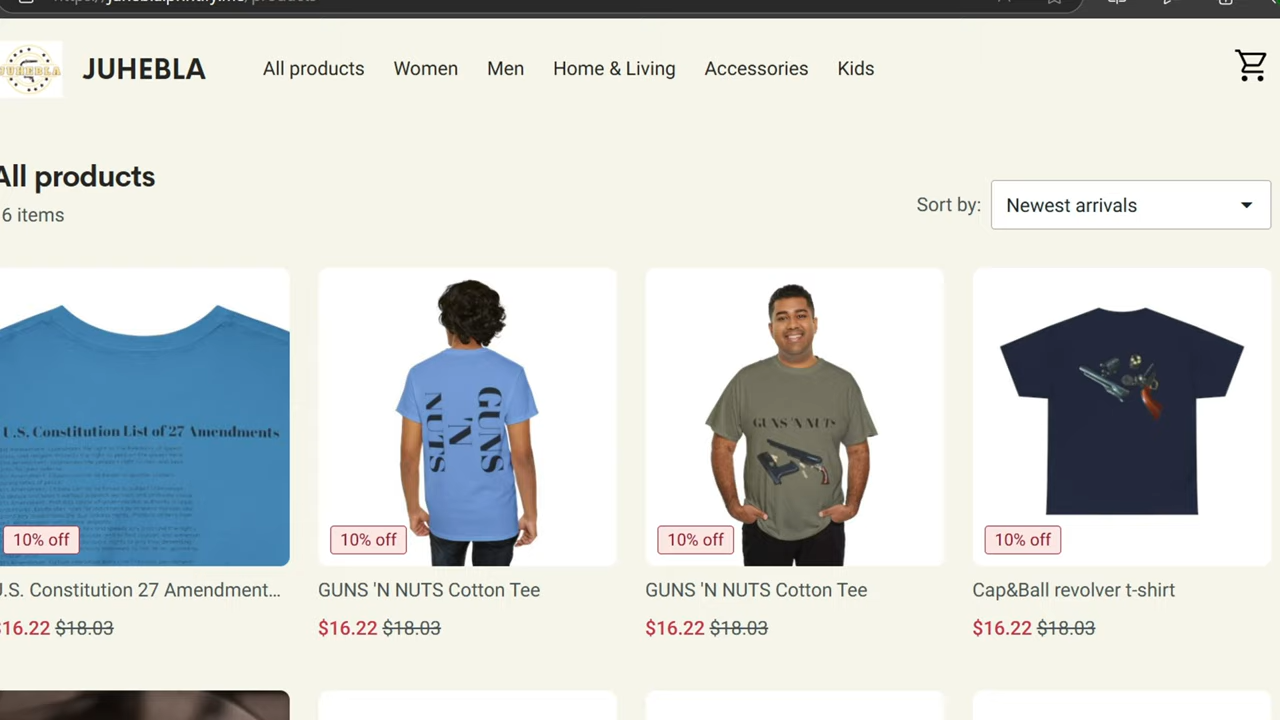 JUHEBLA
JUHEBLA
All products
Women
Men
Home & Living
Accessories
Kids
All products
6 items
Sort by:
Newest arrivals
U.S. Constitution List of 27 Amendments
GUNS
'N
NUTS
GUNS 'N NUTS
10% off
10% off
10% off
10% off
U.S. Constitution 27 Amendment...
GUNS 'N NUTS Cotton Tee
GUNS 'N NUTS Cotton Tee
Cap&Ball revolver t-shirt
$16.22 $18.03
$16.22 $18.03
$16.22 $18.03
$16.22 $18.03